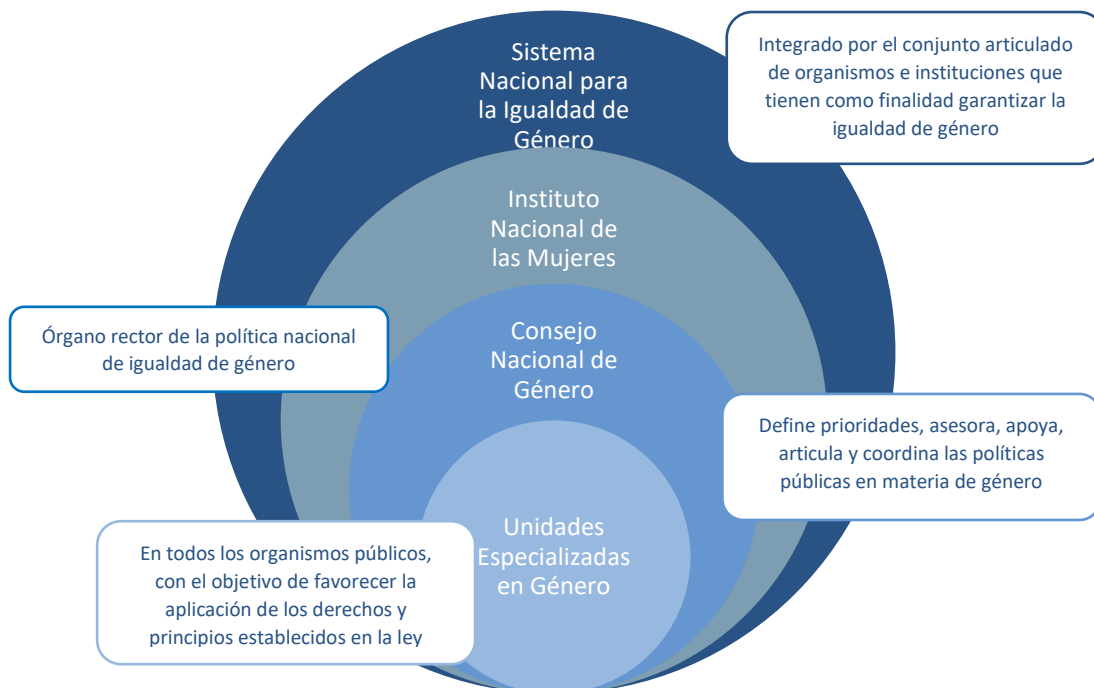 Sistema
Nacional para
la Igualdad de
Género
Integrado por el conjunto articulado
de organismos e instituciones que
tienen como finalidad garantizar la
igualdad de género
Instituto
Nacional de
las Mujeres
Órgano rector de la política nacional
de igualdad de género
Consejo
Nacional de
Género
Define prioridades, asesora, apoya,
articula y coordina las políticas
públicas en materia de género
Unidades
Especializadas
en Género
En todos los organismos públicos,
con el objetivo de favorecer la
aplicación de los derechos y
principios establecidos en la ley